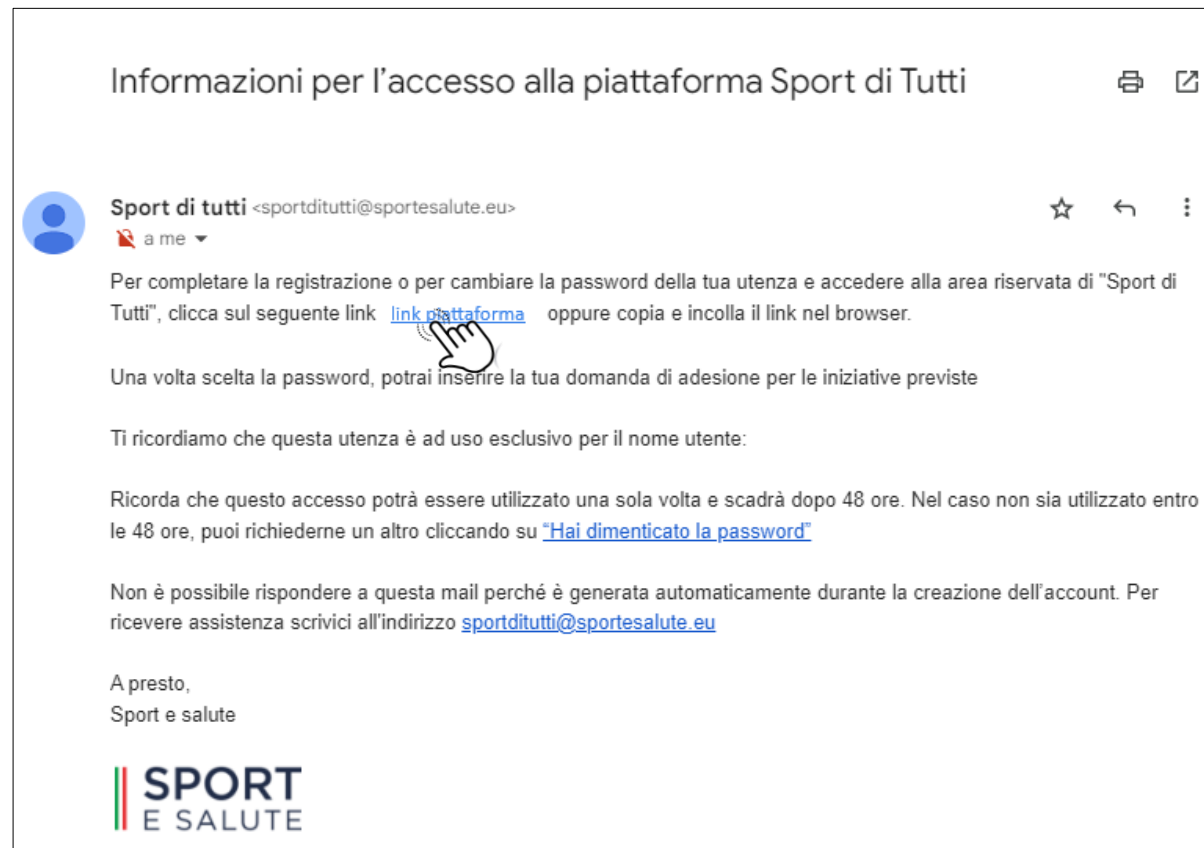 Informazioni per l'accesso alla piattaforma Sport di Tutti
Sport di tutti <sportditutti@sportesalute.eu>
a me
Per completare la registrazione o per cambiare la password della tua utenza e accedere alla area riservata di "Sport di
Tutti", clicca sul seguente link link piattaforma oppure copia e incolla il link nel browser.
Una volta scelta la password, potrai inserire la tua domanda di adesione per le iniziative previste
Ti ricordiamo che questa utenza è ad uso esclusivo per il nome utente:
Ricorda che questo accesso potrà essere utilizzato una sola volta e scadrà dopo 48 ore. Nel caso non sia utilizzato entro
le 48 ore, puoi richiederne un altro cliccando su “Hai dimenticato la password”
Non è possibile rispondere a questa mail perché è generata automaticamente durante la creazione dell'account. Per
ricevere assistenza scrivici all'indirizzo sportditutti@sportesalute.eu
A presto,
Sport e salute
SPORT
E SALUTE